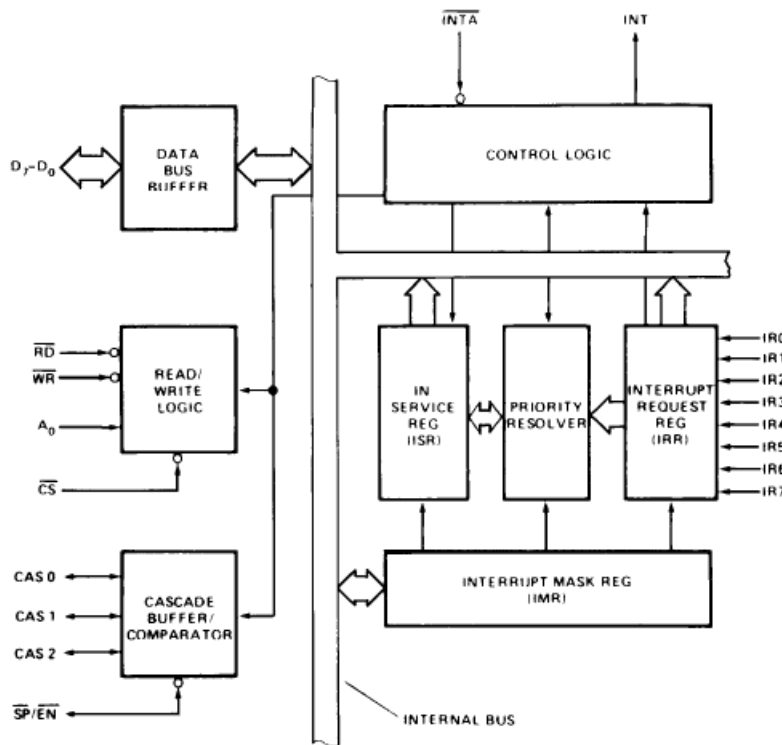 INTA
INT
DATA
BUS
BUFFER
D7-D0
CONTROL LOGIC
RD
WR
A0
CS
READ/
WRITE
LOGIC
IN
SERVICE
REG
(ISR)
PRIORITY
RESOLVER
INTERRUPT
REQUEST
REG
(IRR)
IR0
IR1
IR2
IR3
IR4
IR5
IR6
IR7
CAS 0
CAS 1
CAS 2
SP/EN
CASCADE
BUFFER/
COMPARATOR
INTERRUPT MASK REG
(IMR)
INTERNAL BUS